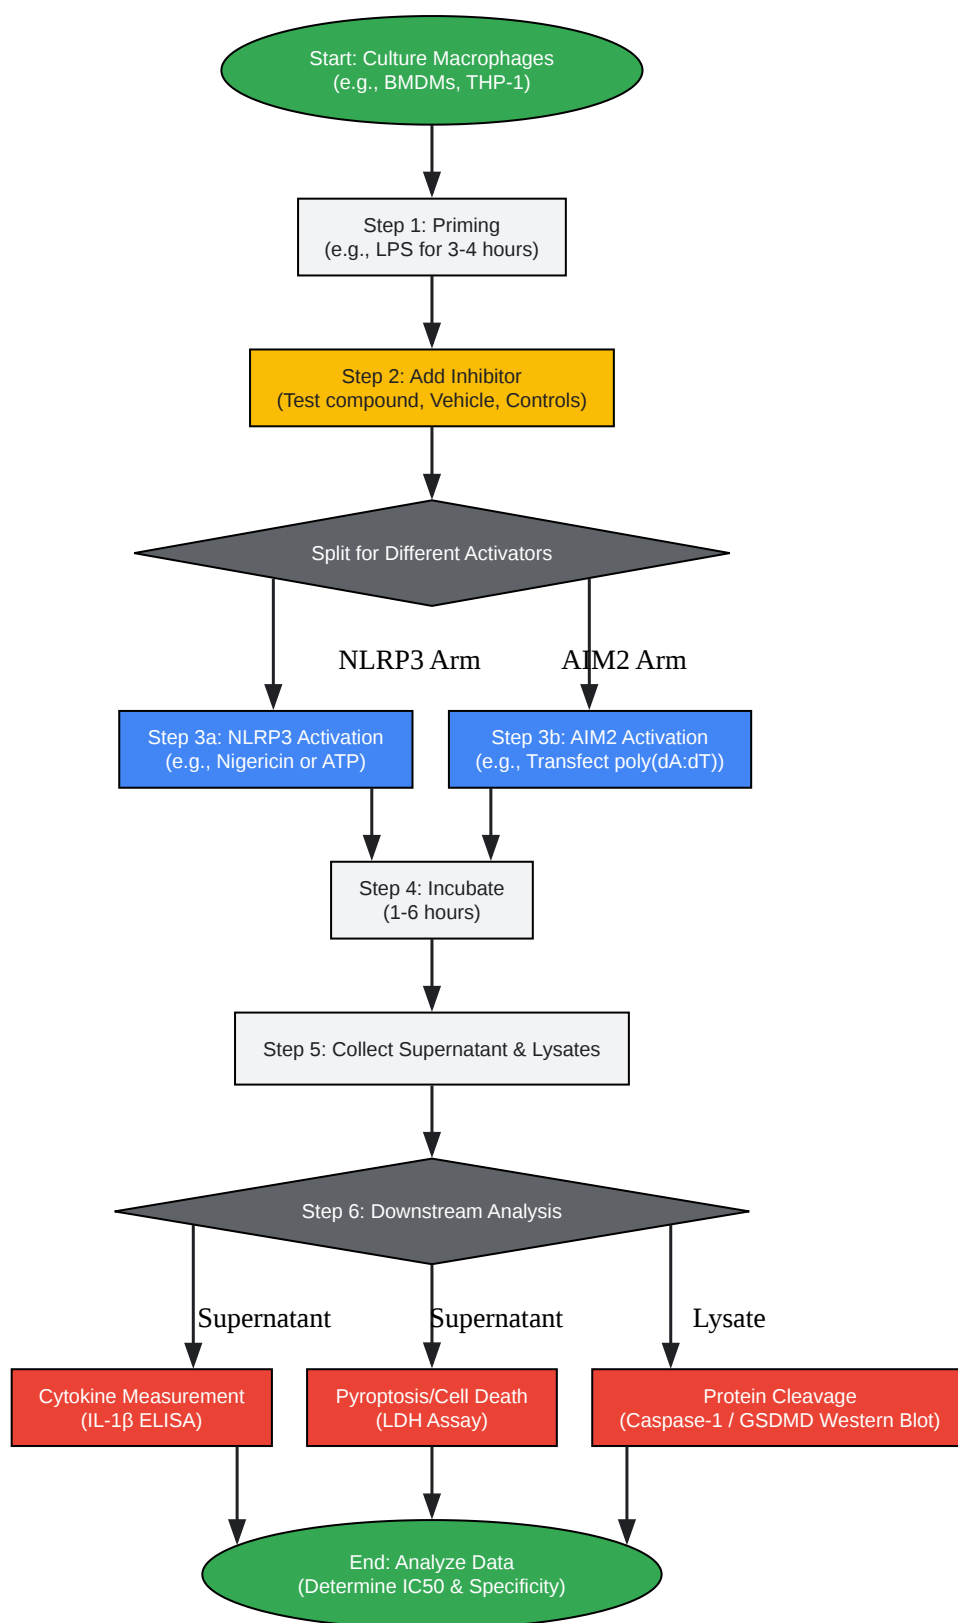 Start: Culture Macrophages
(e.g., BMDMs, THP-1)
Step 1: Priming
(e.g., LPS for 3-4 hours)
Step 2: Add Inhibitor
(Test compound, Vehicle, Controls)
Split for Different Activators
NLRP3 Arm
AIM2 Arm
Step 3a: NLRP3 Activation
(e.g., Nigericin or ATP)
Step 3b: AIM2 Activation
(e.g., Transfect poly(dA:dT))
Step 4: Incubate
(1-6 hours)
Step 5: Collect Supernatant & Lysates
Step 6: Downstream Analysis
Supernatant
Supernatant
Lysate
Cytokine Measurement
(IL-1β ELISA)
Pyroptosis/Cell Death
(LDH Assay)
Protein Cleavage
(Caspase-1 / GSDMD Western Blot)
End: Analyze Data
(Determine IC50 & Specificity)